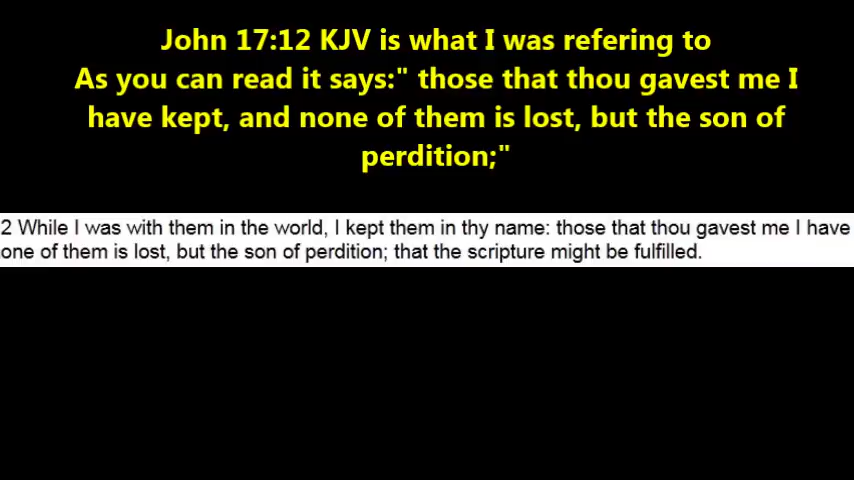 John 17:12 KJV is what I was refering to
As you can read it says:" those that thou gavest me I
have kept, and none of them is lost, but the son of
perdition;"
2 While I was with them in the world, I kept them in thy name: those that thou gavest me I have
one of them is lost, but the son of perdition; that the scripture might be fulfilled.